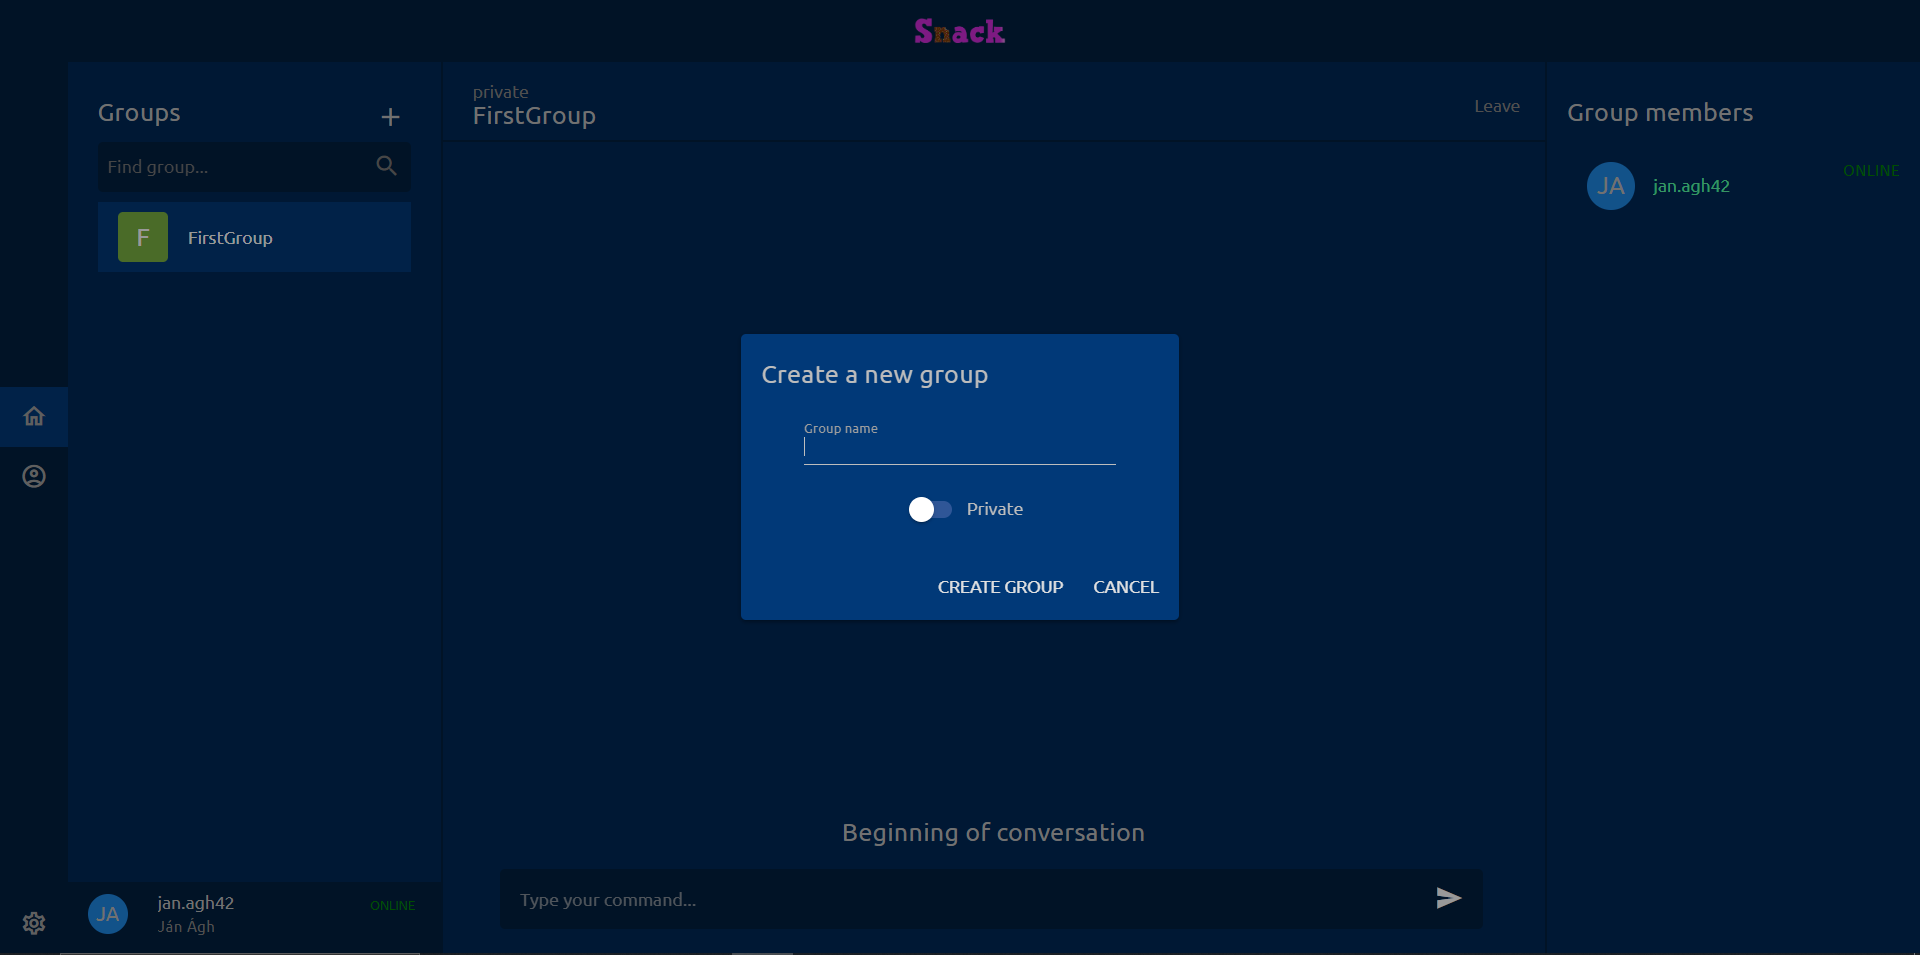 Snack
Groups
Find group...
F
FirstGroup
private
FirstGroup
Leave
Group members
JA
jan.agh42
ONLINE
Create a new group
Group name
Private
CREATE GROUP
CANCEL
Beginning of conversation
Type your command...
JA
jan.agh42
Ján Ágh
ONLINE